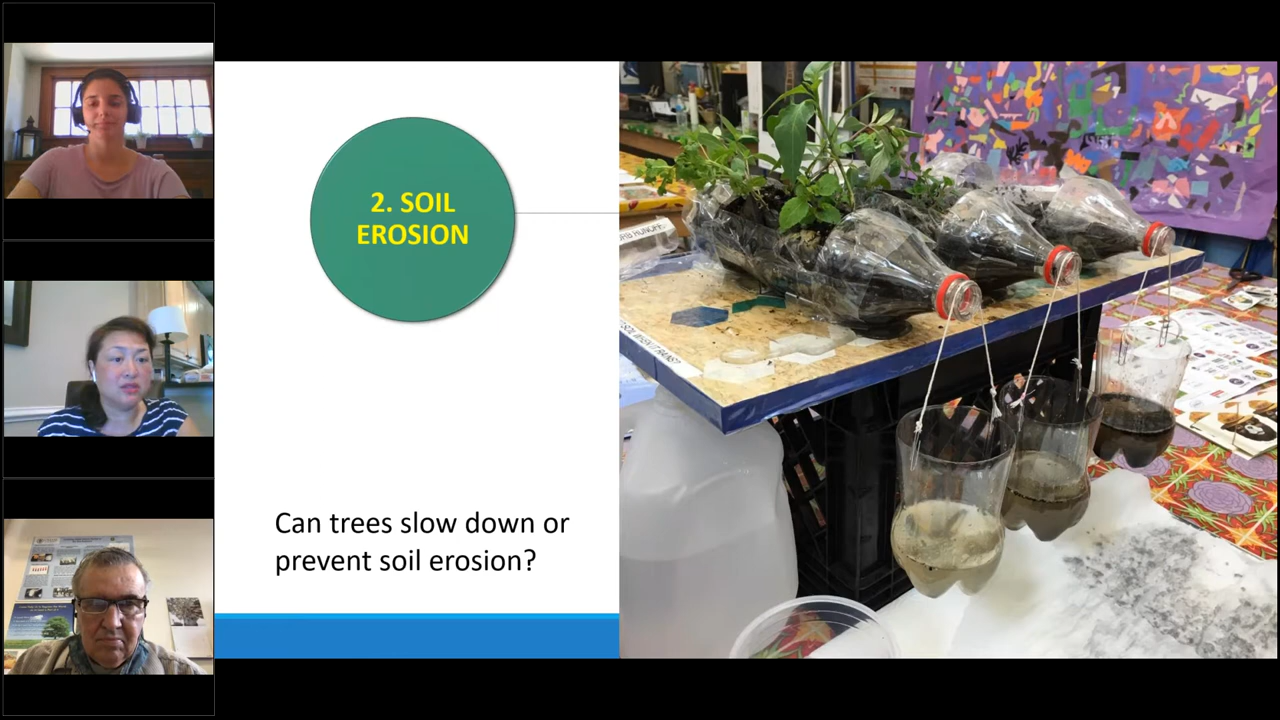 2. SOIL
EROSION
Can trees slow down or
prevent soil erosion?